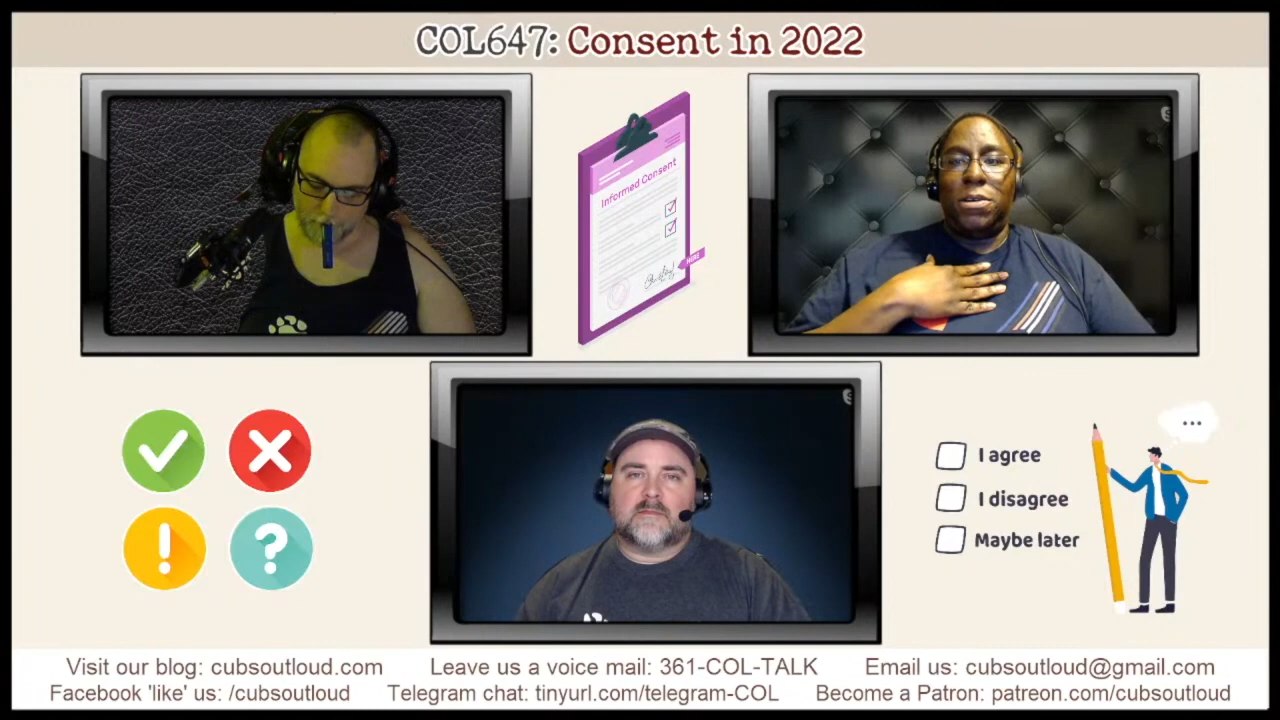 COL647: Consent in 2022
Informed Consent
HERE
I agree
I disagree
Maybe later
Visit our blog: cubsoutloud.com Leave us a voice mail: 361-COL-TALK Email us: cubsoutloud@gmail.com
Facebook 'like' us: /cubsoutloud Telegram chat: tinyurl.com/telegram-COL Become a Patron: patreon.com/cubsoutloud